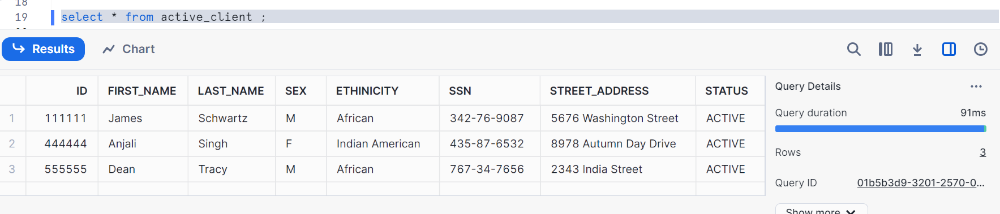 18
19 select * from active_client ;
Results Chart
ID FIRST_NAME LAST_NAME SEX ETHINICITY SSN STREET_ADDRESS STATUS
1 111111 James Schwartz M African 342-76-9087 5676 Washington Street ACTIVE
2 444444 Anjali Singh F Indian American 435-87-6532 8978 Autumn Day Drive ACTIVE
3 555555 Dean Tracy M African 767-34-7656 2343 India Street ACTIVE
Query Details ...
Query duration 91ms
Rows 3
Query ID 01b5b3d9-3201-2570-0...
Show more